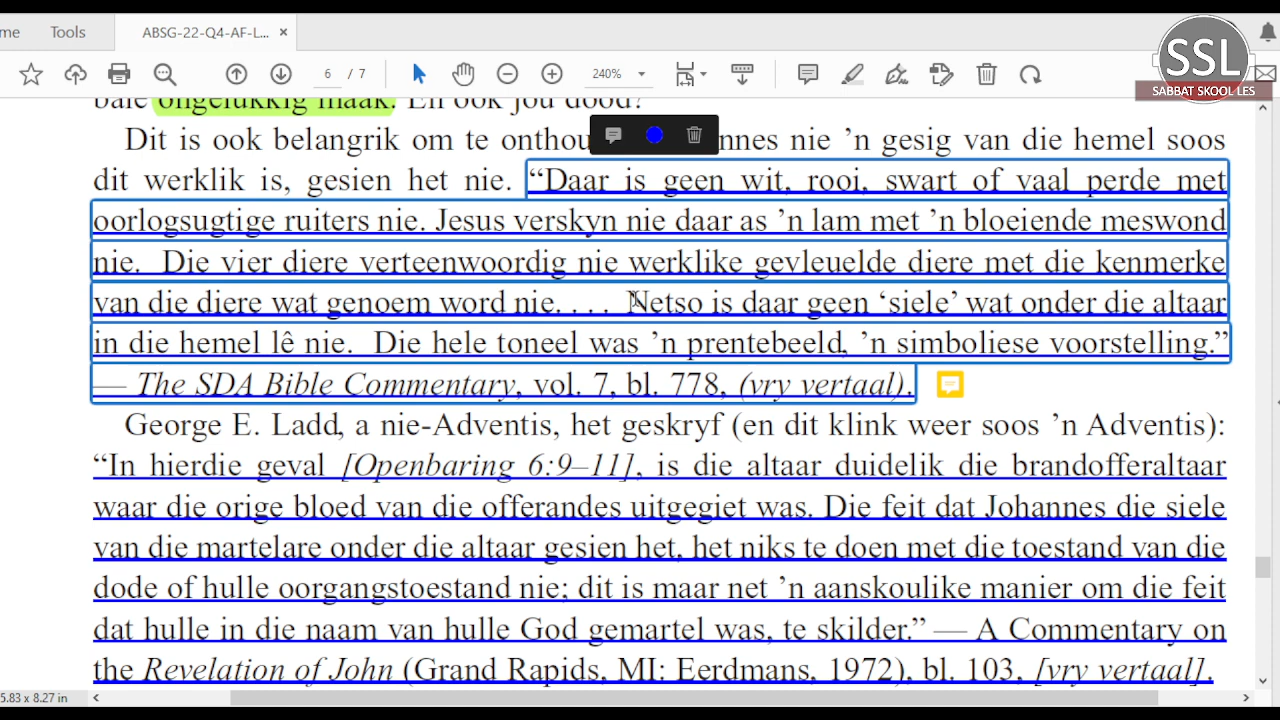 me Tools ABSG-22-Q4-AF-L... ×
6 / 7 240%
SSL
SABBAT SKOOL LES
ongelukkig maak. En ook jou dood?
Dit is ook belangrik om te nnes nie ’n gesig van die hemel soos
dit werklik is, gesien het nie. “Daar is geen wit, rooi, swart of vaal perde met
oorlogsugtige ruiters nie. Jesus verskyn nie daar as ’n lam met ’n bloeiende meswond
nie. Die vier diere verteenwoordig nie werklike gevleuelde diere met die kenmerke
van die diere wat genoem word nie. . . . Netso is daar geen ‘siele’ wat onder die altaar
in die hemel lê nie. Die hele toneel was ’n prentebeeld, ’n simboliese voorstelling.”
— The SDA Bible Commentary, vol. 7, bl. 778, (vry vertaal).
George E. Ladd, a nie-Adventis, het geskryf (en dit klink weer soos ’n Adventis):
“In hierdie geval [Openbaring 6:9–11], is die altaar duidelik die brandofferaltaar
waar die orige bloed van die offerandes uitgegiet was. Die feit dat Johannes die siele
van die martelare onder die altaar gesien het, het niks te doen met die toestand van die
dode of hulle oorgangstoestand nie; dit is maar net ’n aanskoulike manier om die feit
dat hulle in die naam van hulle God gemartel was, te skilder.” — A Commentary on
the Revelation of John (Grand Rapids, MI: Eerdmans, 1972), bl. 103, [vry vertaal].
5.83 x 8.27 in